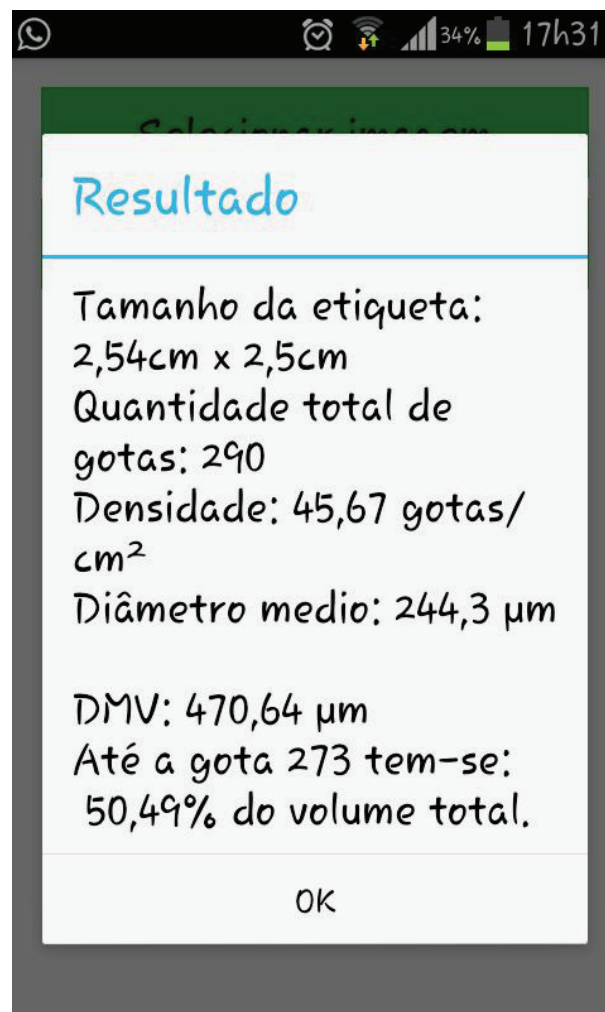 34% 17h31
Selecionar imagem
Resultado
Tamanho da etiqueta:
2,54cm x 2,5cm
Quantidade total de
gotas: 290
Densidade: 45,67 gotas/
cm²
Diâmetro medio: 244,3 μm
DMV: 470,64 μm
Até a gota 273 tem-se:
50,49% do volume total.
OK